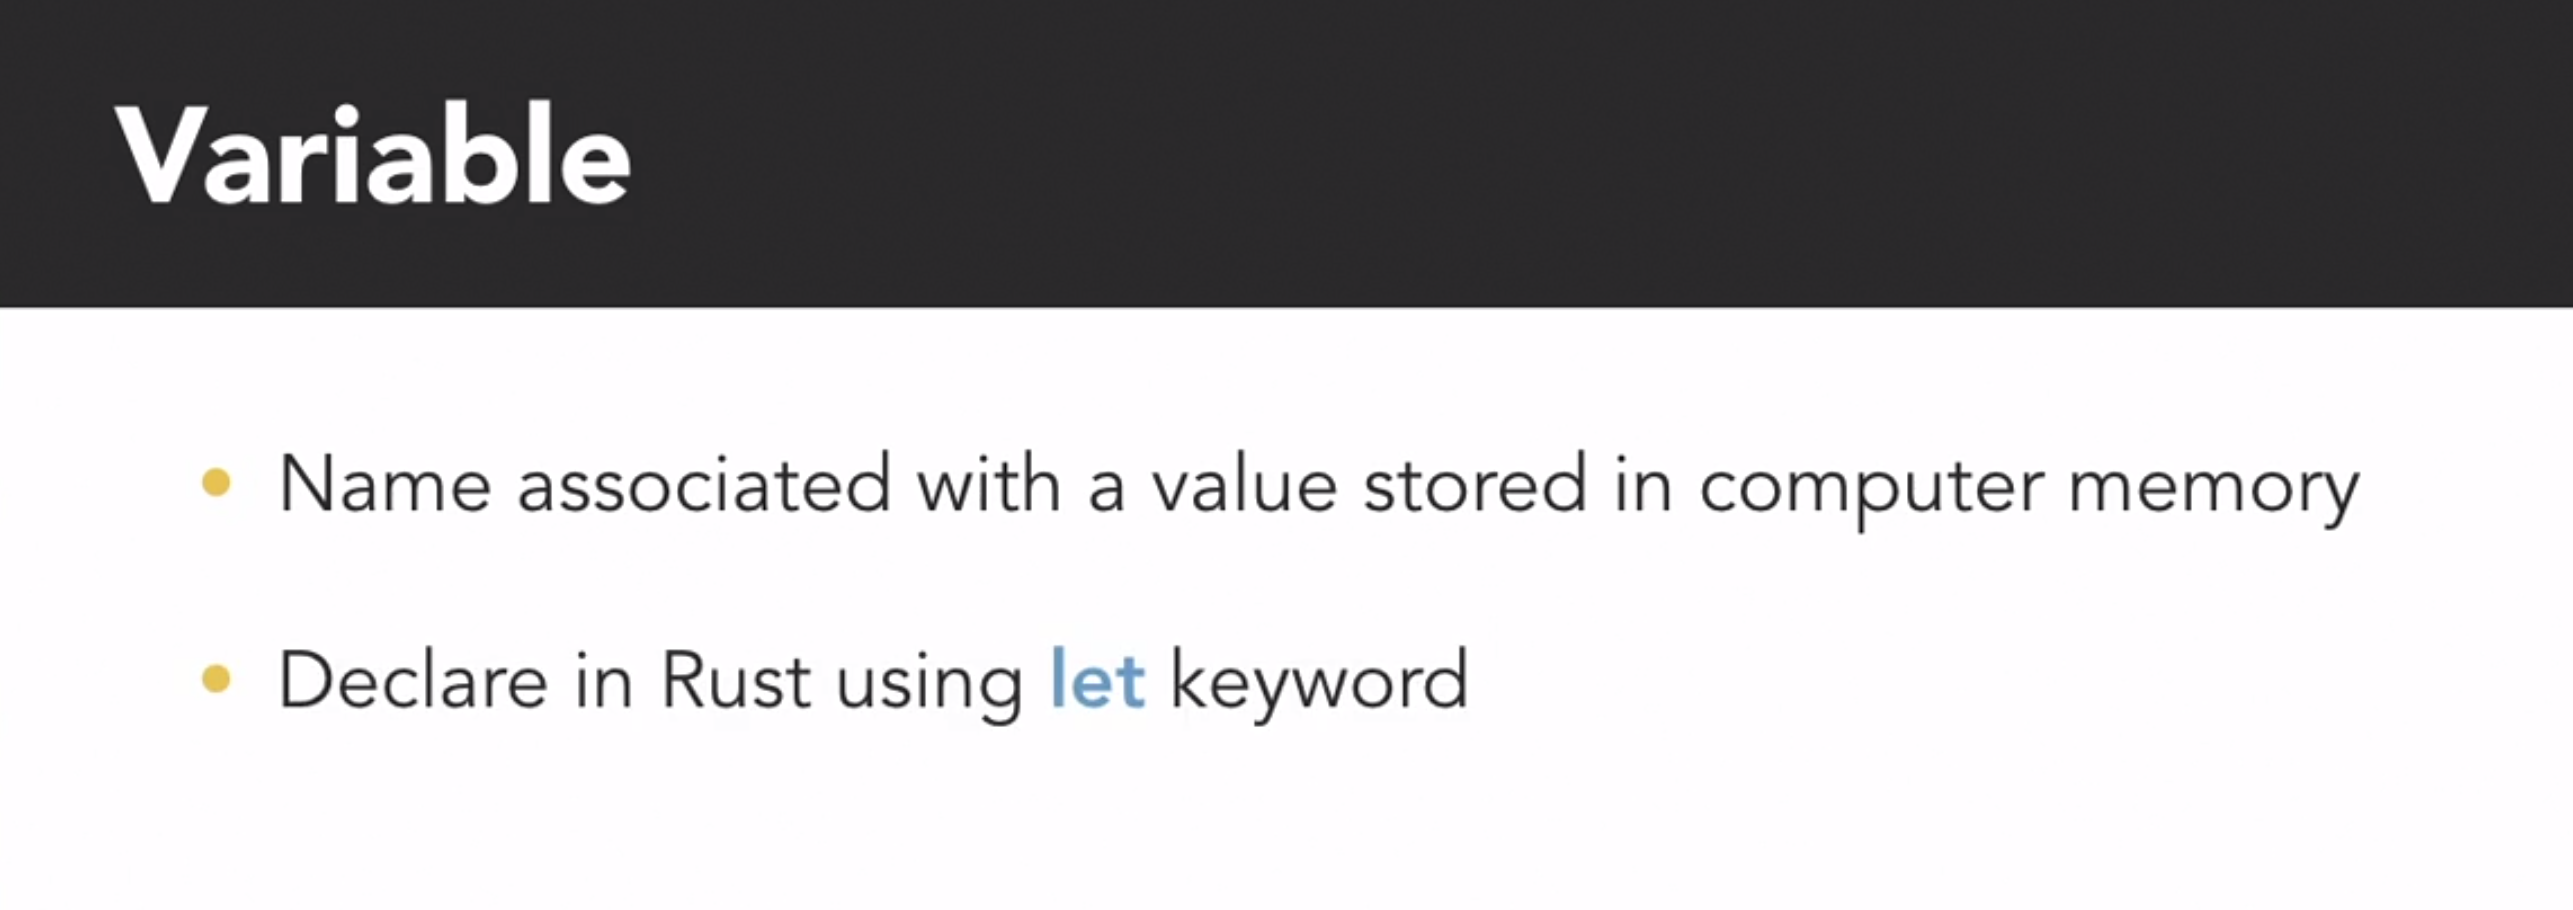 Variable
Name associated with a value stored in computer memory
Declare in Rust using let keyword